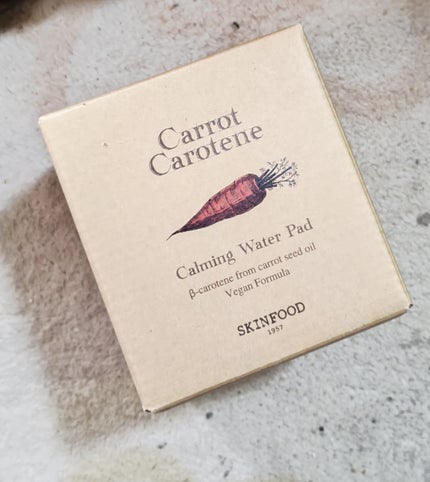 Carrot
Carotene
Calming Water Pad
β-carotene from carrot seed oil
Vegan Formula
SKINFOOD
1957